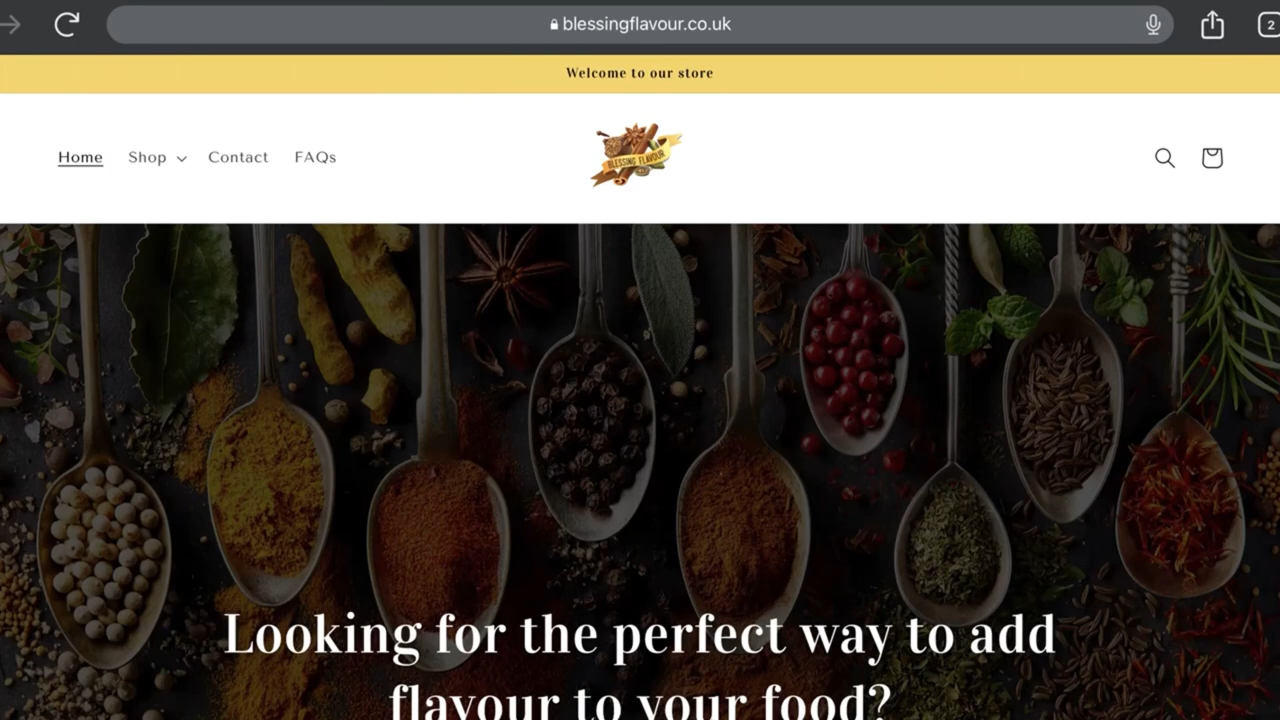 blessingflavour.co.uk
2
Welcome to our store
Home Shop Contact FAQs
BLESSING FLAVOUR
Looking for the perfect way to add
flavour to your food?